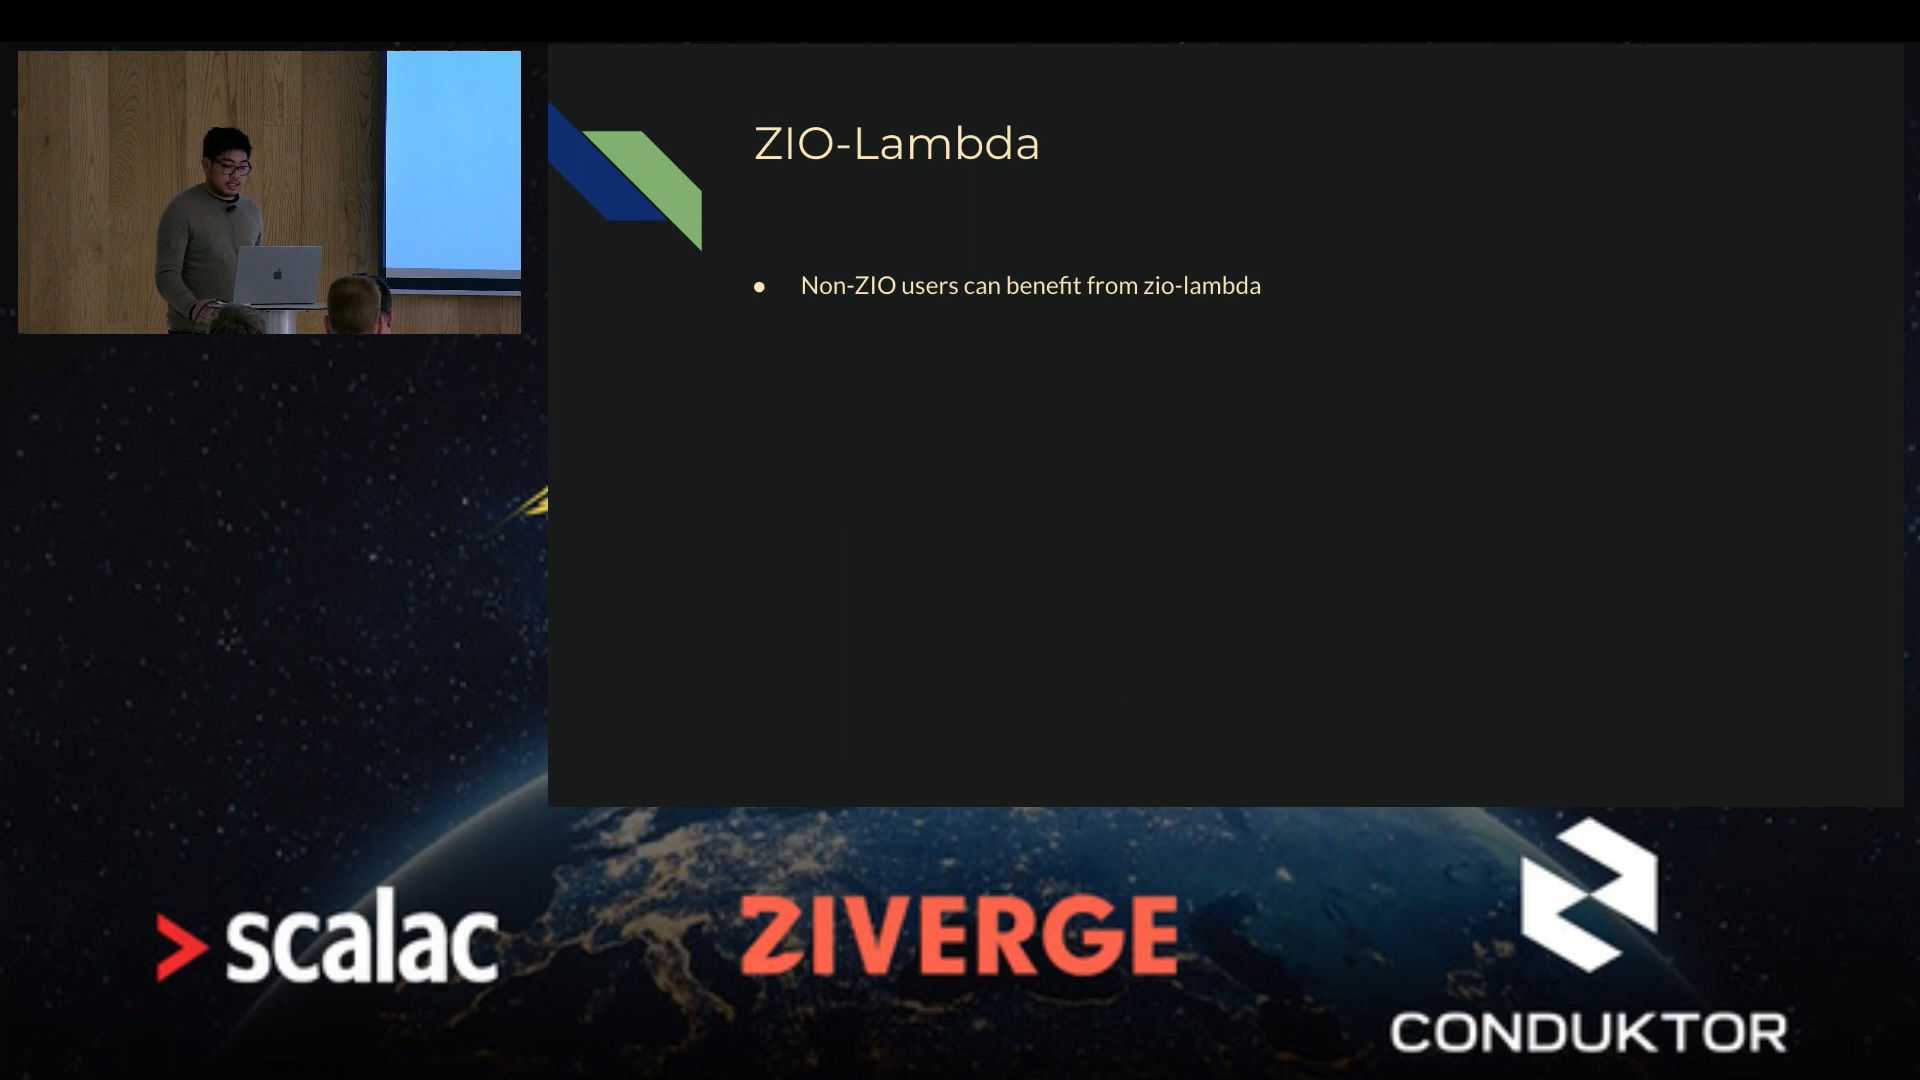 ZIO-Lambda
● Non-ZIO users can benefit from zio-lambda
scalac
ZIVERGE
CONDUKTOR